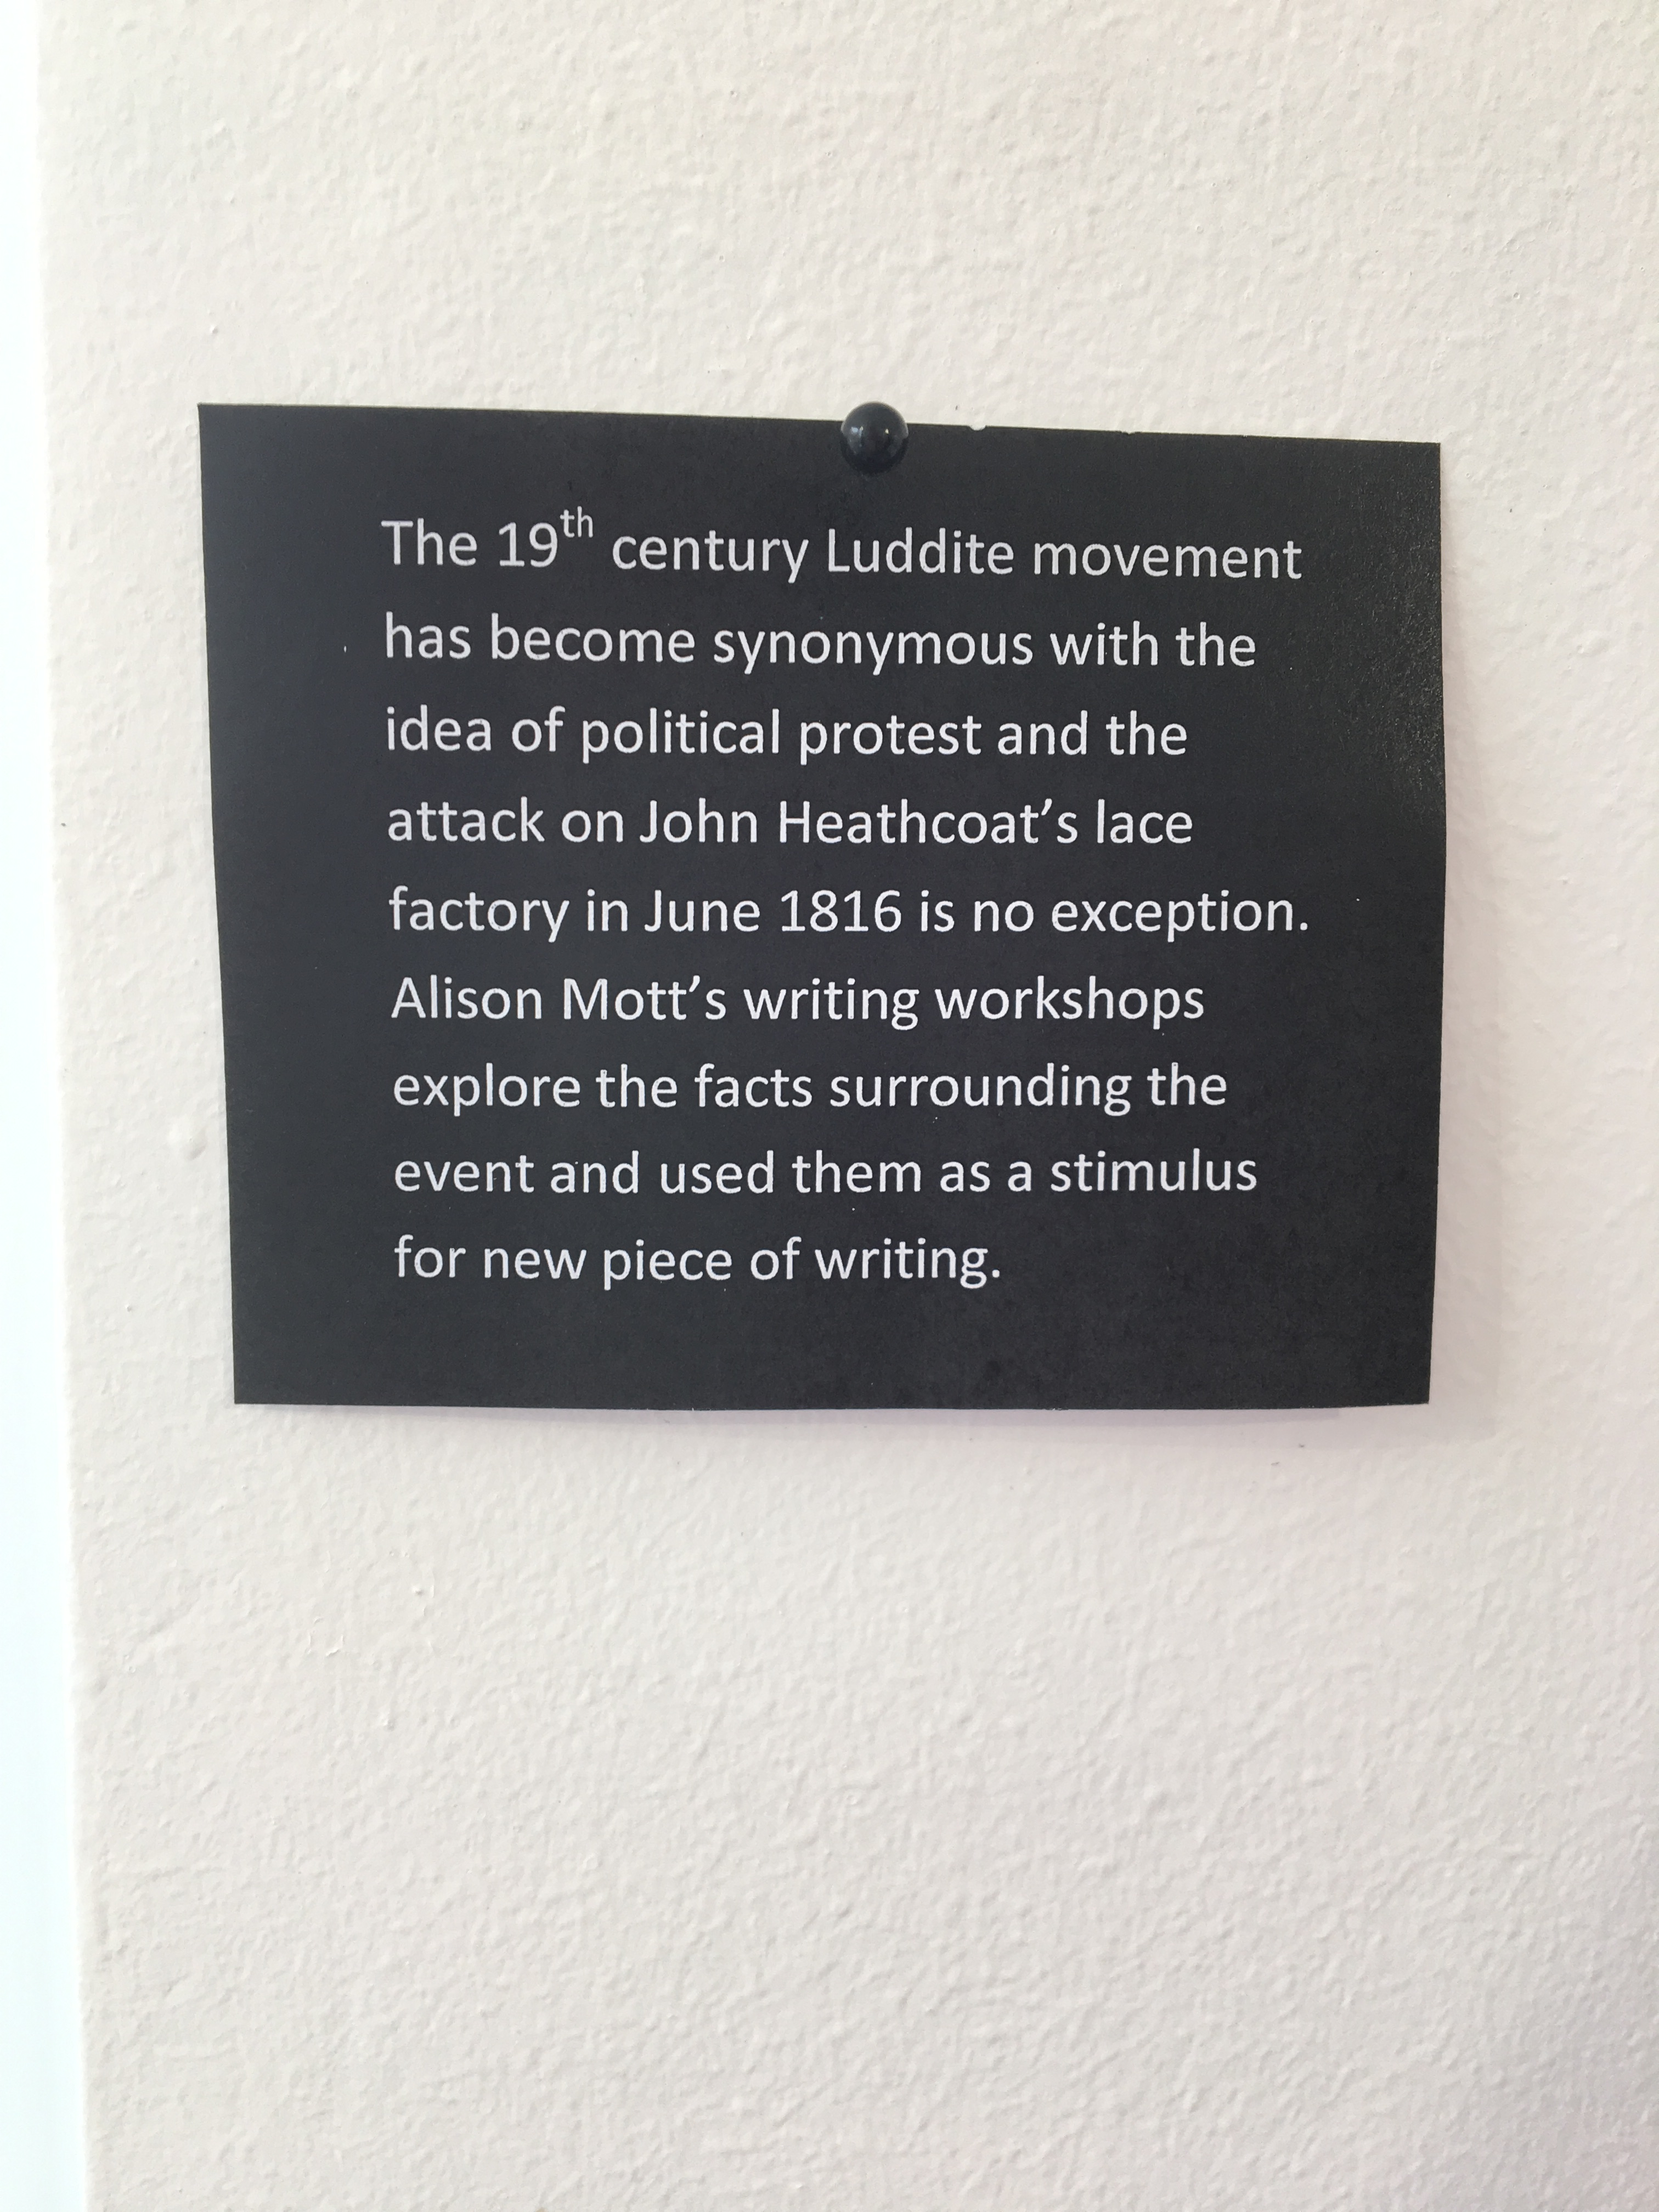 The 19th century Luddite movement
has become synonymous with the
idea of political protest and the
attack on John Heathcoat’s lace
factory in June 1816 is no exception.
Alison Mott’s writing workshops
explore the facts surrounding the
event and used them as a stimulus
for new piece of writing.